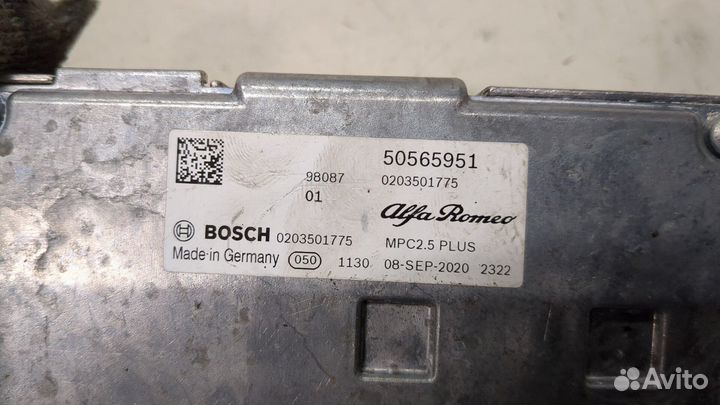 50565951
98087 0203501775
01
Alfa Romeo
BOSCH 0203501775 MPC2.5 PLUS
Made in Germany 050 1130 08-SEP-2020 2322
Avito